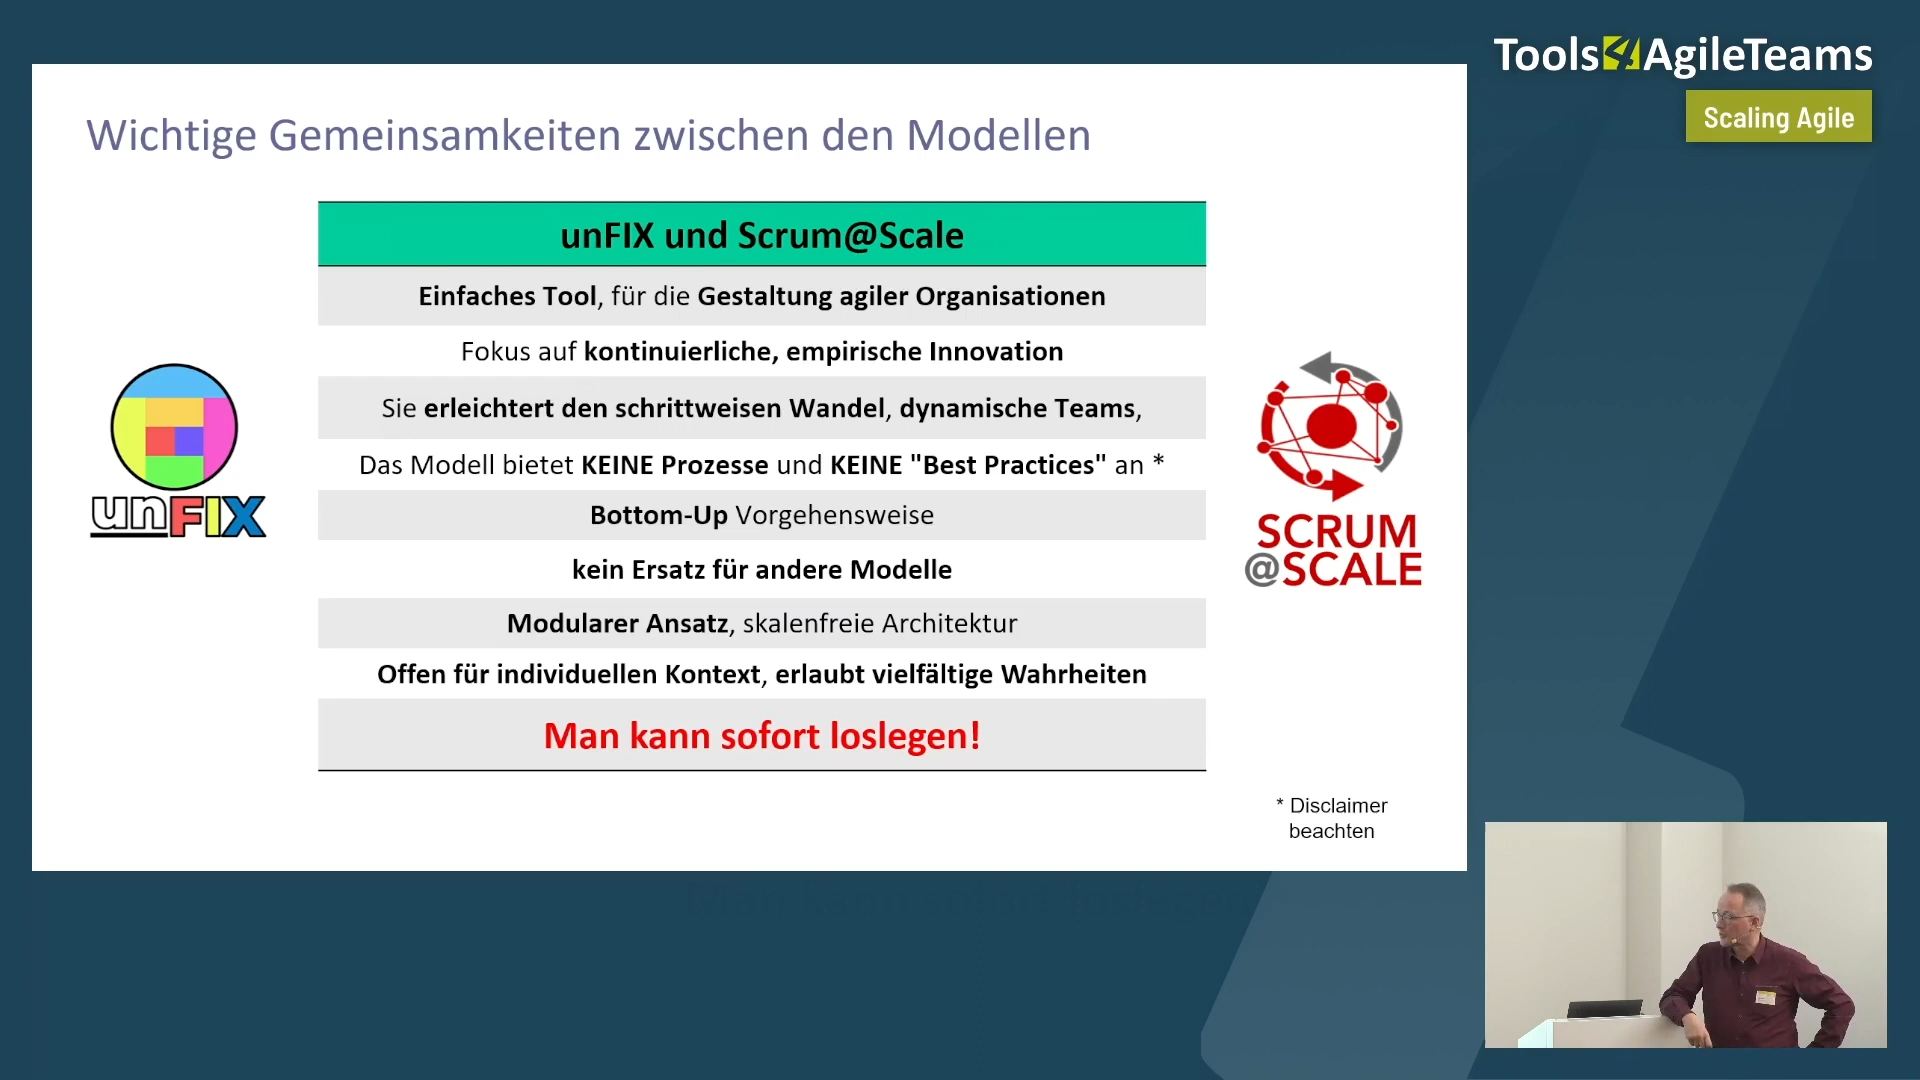 Tools4AgileTeams
Scaling Agile
Wichtige Gemeinsamkeiten zwischen den Modellen
unFIX und Scrum@Scale
Einfaches Tool, für die Gestaltung agiler Organisationen
Fokus auf kontinuierliche, empirische Innovation
Sie erleichtert den schrittweisen Wandel, dynamische Teams,
Das Modell bietet KEINE Prozesse und KEINE "Best Practices" an *
Bottom-Up Vorgehensweise
kein Ersatz für andere Modelle
Modularer Ansatz, skalenfreie Architektur
Offen für individuellen Kontext, erlaubt vielfältige Wahrheiten
Man kann sofort loslegen!
unFIX
SCRUM
@SCALE
* Disclaimer
beachten